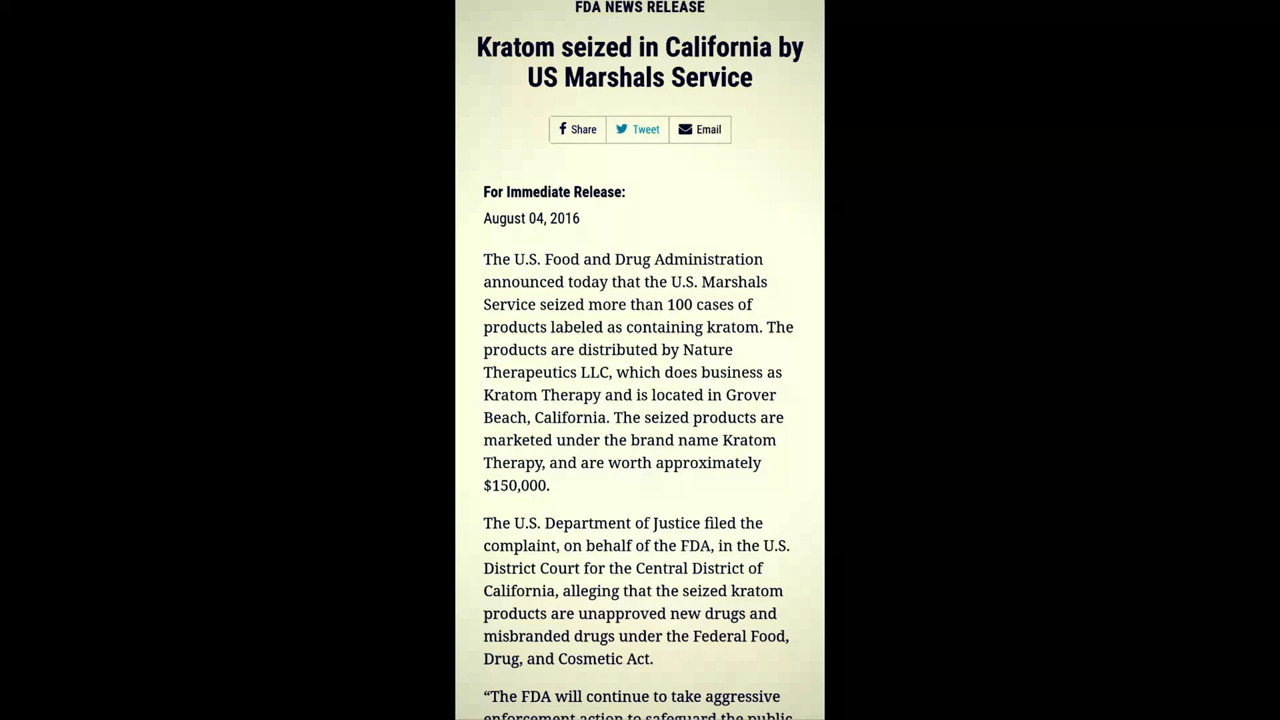 FDA NEWS RELEASE
Kratom seized in California by
US Marshals Service
Share Tweet Email
For Immediate Release:
August 04, 2016
The U.S. Food and Drug Administration
announced today that the U.S. Marshals
Service seized more than 100 cases of
products labeled as containing kratom. The
products are distributed by Nature
Therapeutics LLC, which does business as
Kratom Therapy and is located in Grover
Beach, California. The seized products are
marketed under the brand name Kratom
Therapy, and are worth approximately
$150,000.
The U.S. Department of Justice filed the
complaint, on behalf of the FDA, in the U.S.
District Court for the Central District of
California, alleging that the seized kratom
products are unapproved new drugs and
misbranded drugs under the Federal Food,
Drug, and Cosmetic Act.
“The FDA will continue to take aggressive
enforcement action to safeguard the public